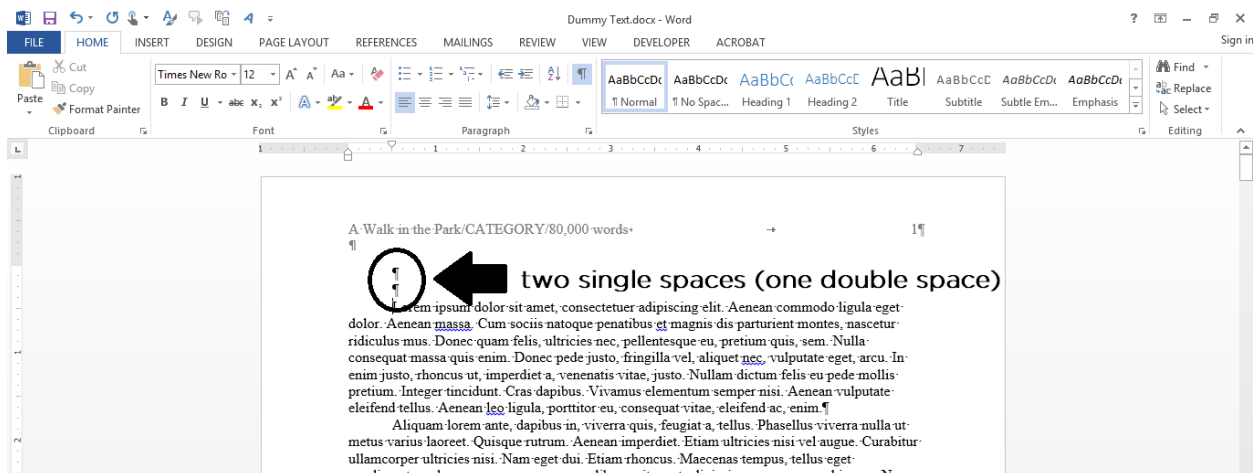 Dummy Text.docx - Word
FILE HOME INSERT DESIGN PAGE LAYOUT REFERENCES MAILINGS REVIEW VIEW DEVELOPER ACROBAT Sign in
Paste
Cut
Copy
Format Painter
Clipboard
Times New Ro 12
Font
Paragraph
AaBbCcDc AaBbCcDc AaBbCc AaBbCcE AaB AaBbCcD AaBbCcDc AaBbCcDc
¶ Normal ¶ No Spac... Heading 1 Heading 2 Title Subtitle Subtle Em... Emphasis
Styles
Find
Replace
Select
Editing
1 1 2 3 4 5 6 7
A·Walk·in·the·Park/CATEGORY/80,000·words→ → 1¶
¶
¶
¶
two single spaces (one double space)
Lorem·ipsum·dolor·sit·amet,·consectetuer·adipiscing·elit.·Aenean·commodo·ligula·eget·
dolor.·Aenean·massa.·Cum·sociis·natoque·penatibus·et·magnis·dis·parturient·montes,·nascetur·
ridiculus·mus.·Donec·quam·felis,·ultricies·nec,·pellentesque·eu,·pretium·quis,·sem.·Nulla·
consequat·massa·quis·enim.·Donec·pede·justo,·fringilla·vel,·aliquet·nec,·vulputate·eget,·arcu.·In·
enim·justo,·rhoncus·ut,·imperdiet·a,·venenatis·vitae,·justo.·Nullam·dictum·felis·eu·pede·mollis·
pretium.·Integer·tincidunt.·Cras·dapibus.·Vivamus·elementum·semper·nisi.·Aenean·vulputate·
eleifend·tellus.·Aenean·leo·ligula,·porttitor·eu,·consequat·vitae,·eleifend·ac,·enim.¶
Aliquam·lorem·ante,·dapibus·in,·viverra·quis,·feugiat·a,·tellus.·Phasellus·viverra·nulla·ut·
metus·varius·laoreet.·Quisque·rutrum.·Aenean·imperdiet.·Etiam·ultricies·nisi·vel·augue.·Curabitur·
ullamcorper·ultricies·nisi.·Nam·eget·dui.·Etiam·rhoncus.·Maecenas·tempus,·tellus·eget·